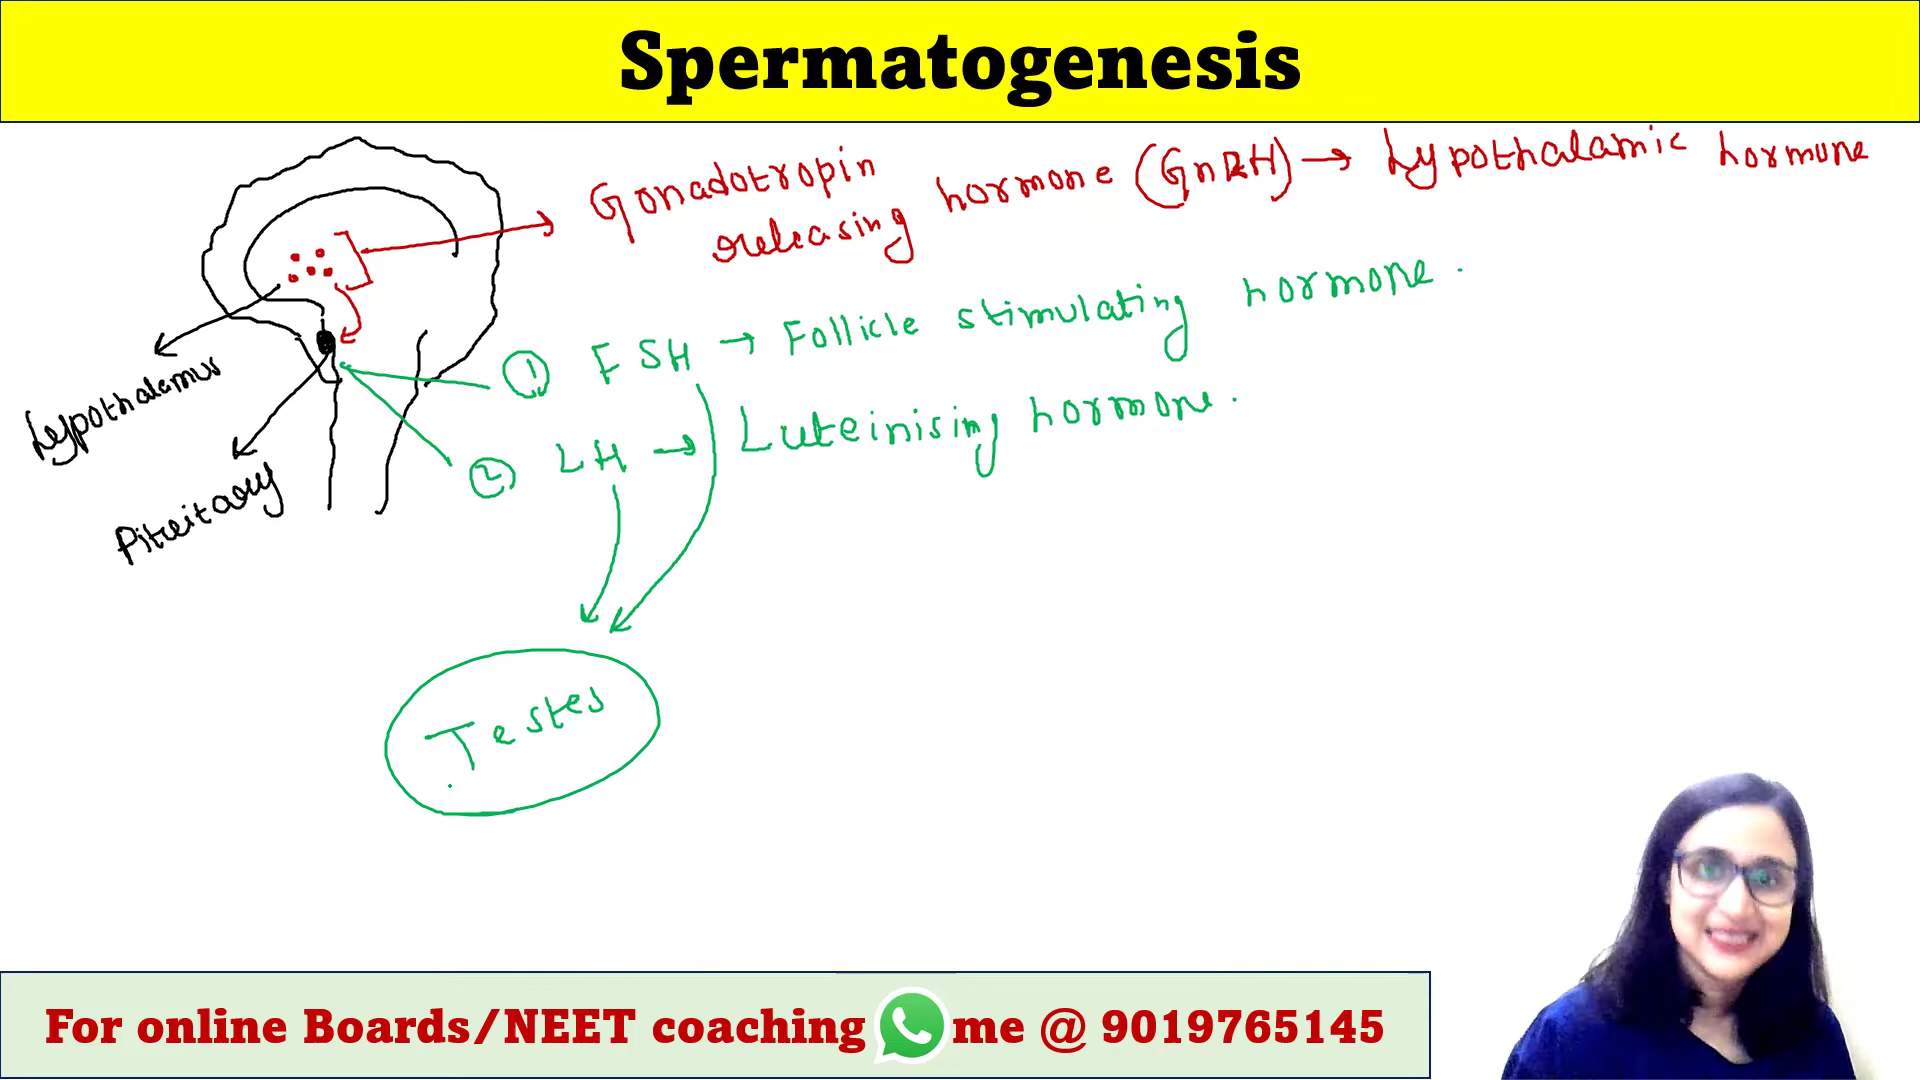 Spermatogenesis
Gonadotropin
releasing hormone (GnRH) → Hypothalamic hormone
① FSH → Follicle stimulating hormone.
Hypothalamus
② LH → Luteinising hormone.
Pituitary
Testes
For online Boards/NEET coaching me @ 9019765145